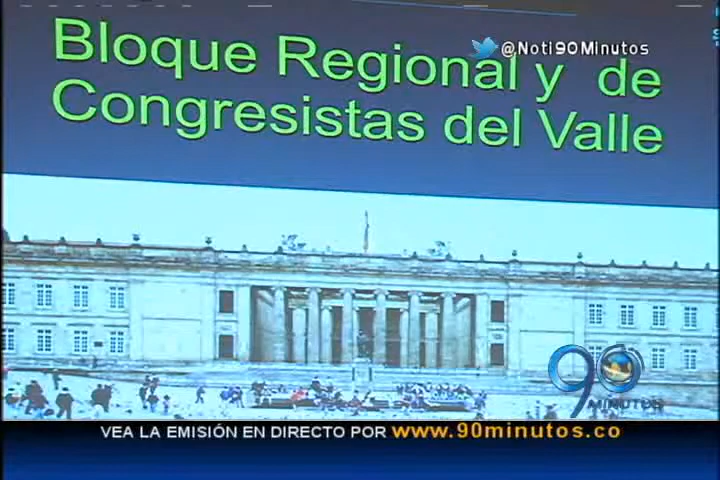 @Noti90Minutos
Bloque Regional y de
Congresistas del Valle
90
MINUTOS
VEA LA EMISIÓN EN DIRECTO POR www.90minutos.co